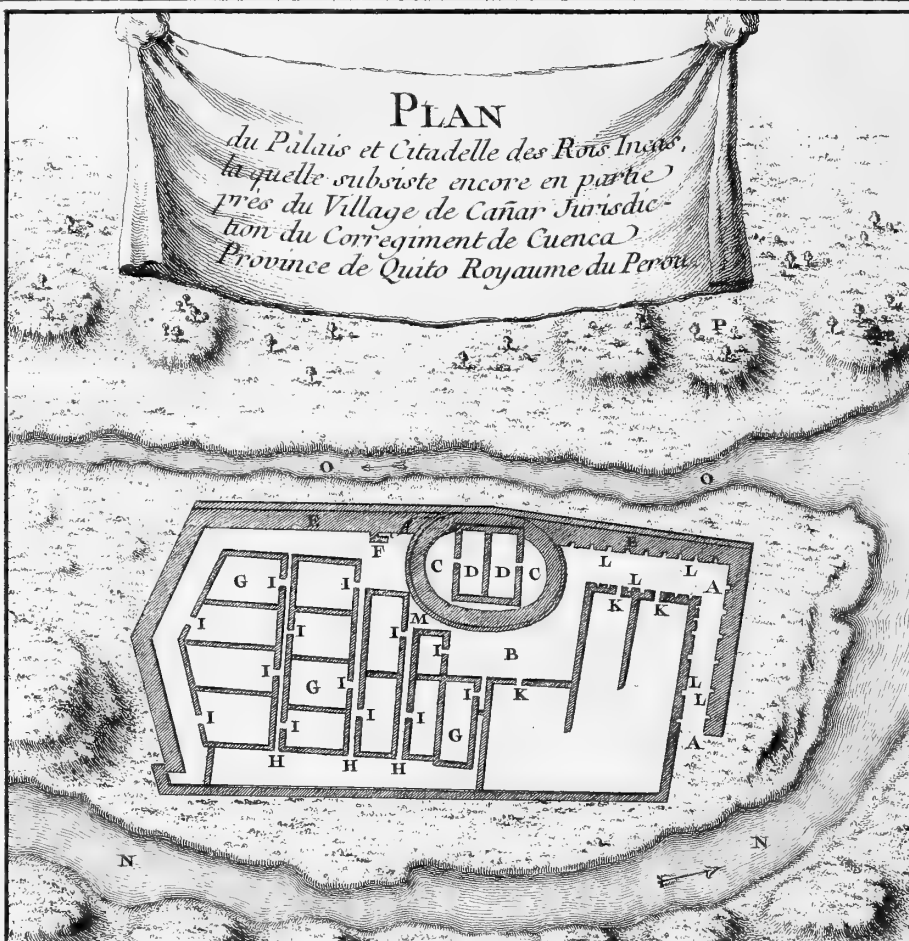 PLAN
du Palais et Citadelle des Rois Incas,
la quelle subsiste encore en partie
près du Village de Cañar Jurisdic-
tion du Corregiment de Cuenca
Province de Quito Royaume du Perou.
P
O
O
E A E
F C D D C L L L A
G I I K K
I I I I M
I I B
I G I I K L L
I I I I G A
H H H
N N